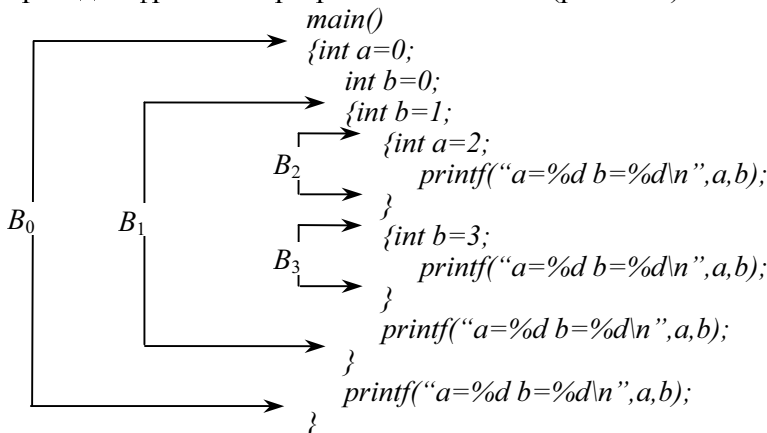 main()
{int a=0;
int b=0;
{int b=1;
{int a=2;
B2
printf(“a=%d b=%d\n”,a,b);
}
B0
B1
{int b=3;
B3
printf(“a=%d b=%d\n”,a,b);
}
printf(“a=%d b=%d\n”,a,b);
}
printf(“a=%d b=%d\n”,a,b);
}